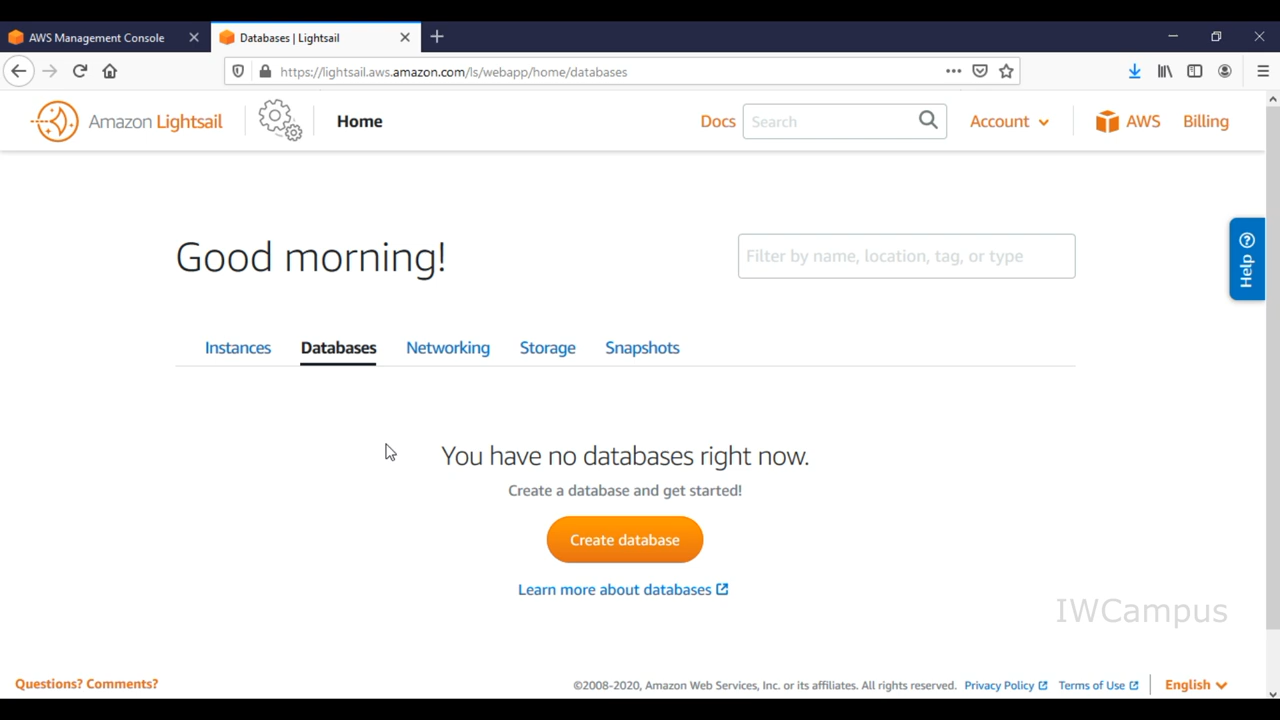 AWS Management Console
Databases | Lightsail
https://lightsail.aws.amazon.com/ls/webapp/home/databases
Amazon Lightsail
Home
Docs
Search
Account
AWS
Billing
Good morning!
Filter by name, location, tag, or type
Help
Instances
Databases
Networking
Storage
Snapshots
You have no databases right now.
Create a database and get started!
Create database
Learn more about databases
IWCampus
Questions? Comments?
©2008-2020, Amazon Web Services, Inc. or its affiliates. All rights reserved.
Privacy Policy
Terms of Use
English